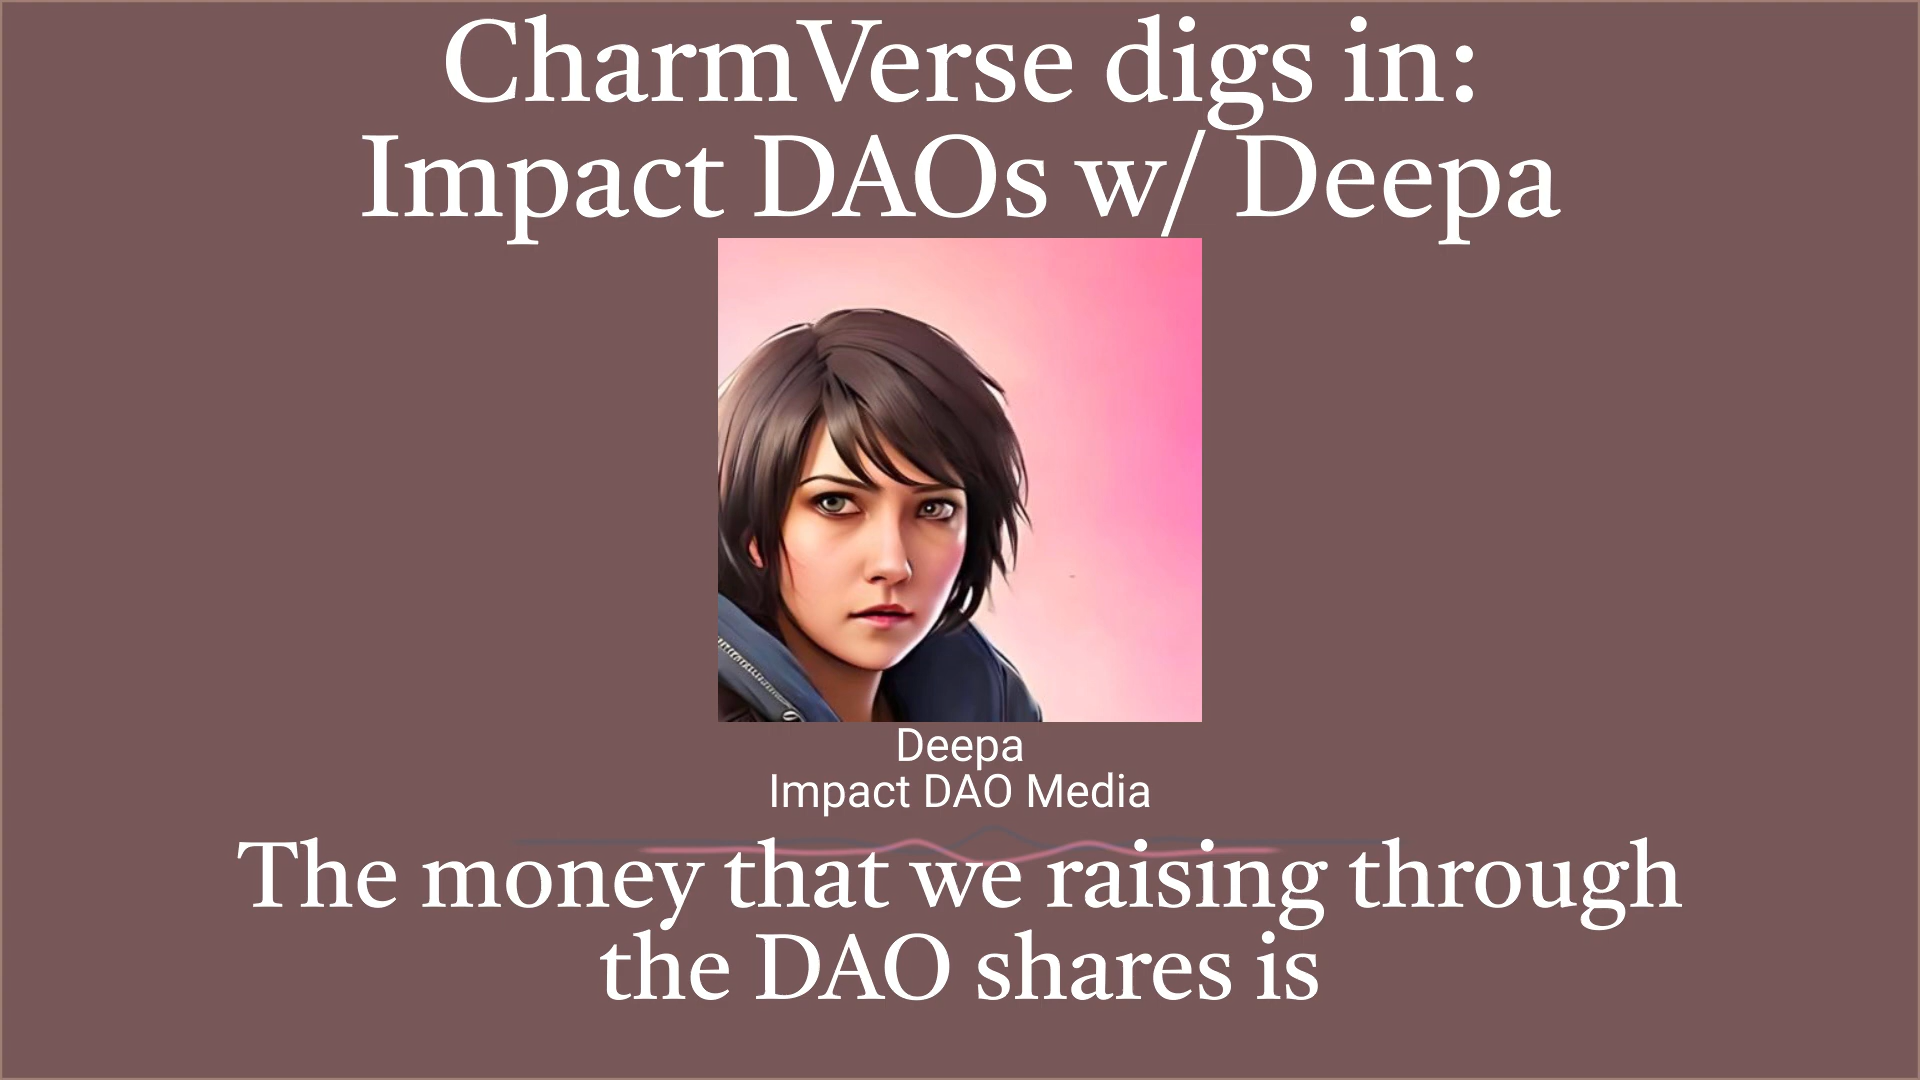 CharmVerse digs in:
Impact DAOs w/ Deepa
Deepa
Impact DAO Media
The money that we raising through
the DAO shares is